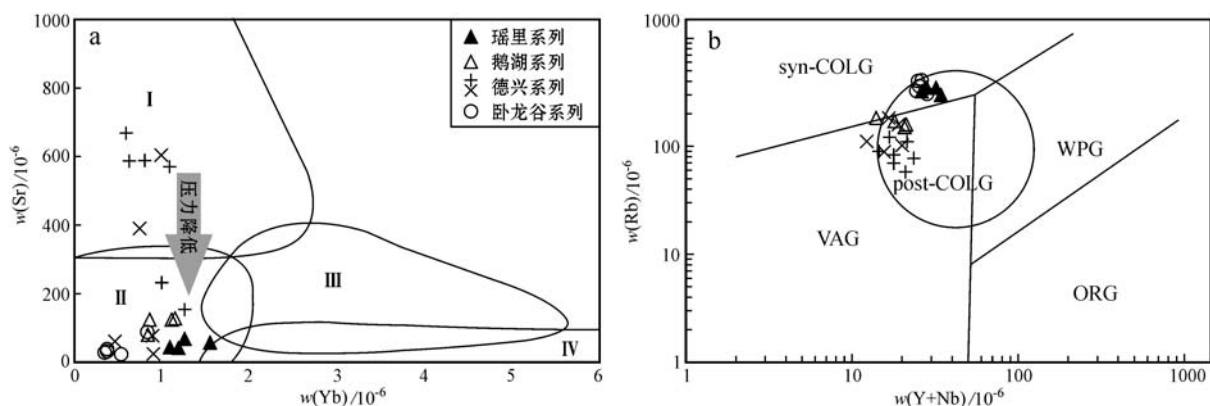 a
1000
800
600
400
200
0
w(Sr)/10⁻⁶
Ⅰ
Ⅱ
Ⅲ
Ⅳ
压力降低
瑶里系列
鹅湖系列
德兴系列
卧龙谷系列
0 1 2 3 4 5 6
w(Yb)/10⁻⁶
b
1000
100
10
1
w(Rb)/10⁻⁶
syn-COLG
WPG
post-COLG
VAG
ORG
1 10 100 1000
w(Y+Nb)/10⁻⁶